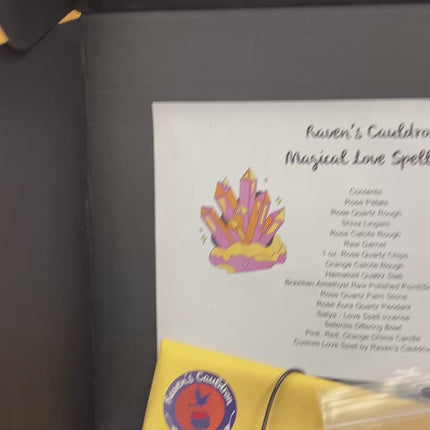 Raven's Cauldron
Magical Love Spell
Contents
Rose Petals
Rose Quartz Rough
Shiva Lingam
Rose Calcite Rough
Raw Garnet
1 oz. Rose Quartz Chips
Orange Calcite Rough
Hematoid Quartz Slab
Brazilian Amethyst Raw Polished
Rose Quartz Palm Stone
Rose Aura Quartz Pendant
Satya - Love Spell Incense
Selenite Offering Bowl
Pink, Red, Orange Chime Candle
Custom Love Spell by Raven's Cauldron
Raven's Cauldron